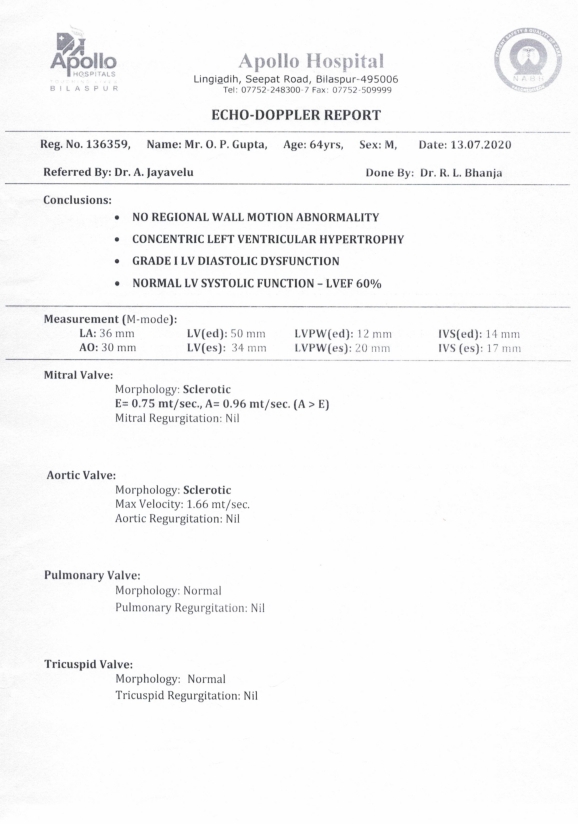 Apollo
HOSPITALS
BILASPUR
Apollo Hospital
Lingiadih, Seepat Road, Bilaspur-495006
Tel: 07752-248300-7 Fax: 07752-509999
NABH
ECHO-DOPPLER REPORT
Reg. No. 136359, Name: Mr. O. P. Gupta, Age: 64yrs, Sex: M, Date: 13.07.2020
Referred By: Dr. A. Jayavelu Done By: Dr. R. L. Bhanja
Conclusions:
• NO REGIONAL WALL MOTION ABNORMALITY
• CONCENTRIC LEFT VENTRICULAR HYPERTROPHY
• GRADE I LV DIASTOLIC DYSFUNCTION
• NORMAL LV SYSTOLIC FUNCTION – LVEF 60%
Measurement (M-mode):
LA: 36 mm LV(ed): 50 mm LVPW(ed): 12 mm IVS(ed): 14 mm
AO: 30 mm LV(es): 34 mm LVPW(es): 20 mm IVS (es): 17 mm
Mitral Valve:
Morphology: Sclerotic
E= 0.75 mt/sec., A= 0.96 mt/sec. (A > E)
Mitral Regurgitation: Nil
Aortic Valve:
Morphology: Sclerotic
Max Velocity: 1.66 mt/sec.
Aortic Regurgitation: Nil
Pulmonary Valve:
Morphology: Normal
Pulmonary Regurgitation: Nil
Tricuspid Valve:
Morphology: Normal
Tricuspid Regurgitation: Nil